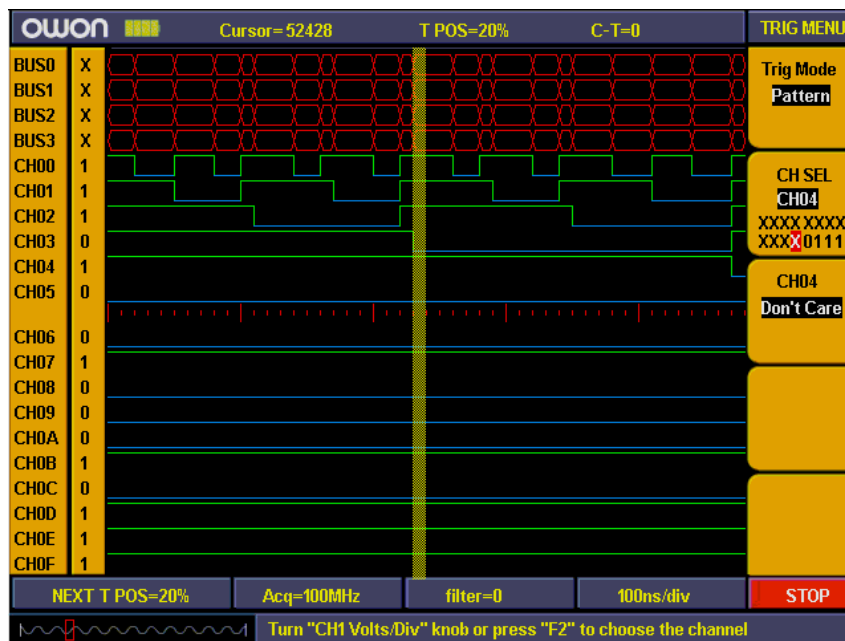 owon Cursor=52428 T POS=20% C-T=0 TRIG MENU
BUS0 X
BUS1 X
BUS2 X
BUS3 X
CH00 1
CH01 1
CH02 1
CH03 0
CH04 1
CH05 0
CH06 0
CH07 1
CH08 0
CH09 0
CH0A 0
CH0B 1
CH0C 0
CH0D 1
CH0E 1
CH0F 1
Trig Mode
Pattern
CH SEL
CH04
XXXX XXXX
XXXX 0111
CH04
Don't Care
NEXT T POS=20% Acq=100MHz filter=0 100ns/div STOP
Turn "CH1 Volts/Div" knob or press "F2" to choose the channel